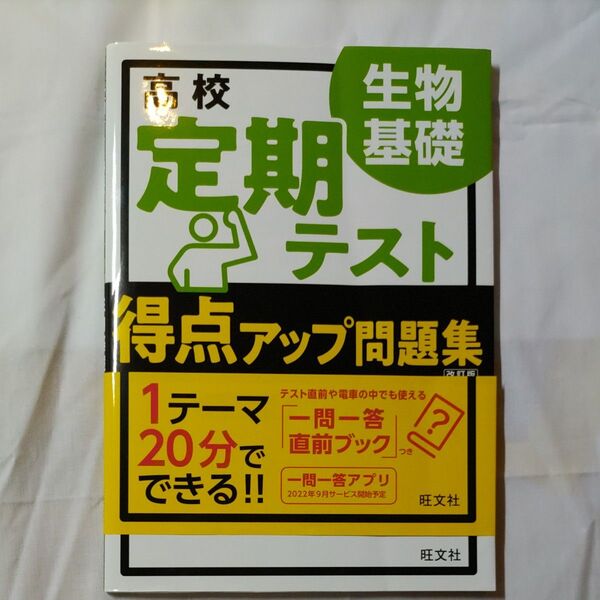 高校
生物
基礎
定期
テスト
得点アップ問題集
改訂版
1テーマ
20分で
できる!!
テスト直前や電車の中でも使える
「一問一答
直前ブック」つき
?
一問一答アプリ
2022年9月サービス開始予定
旺文社
旺文社